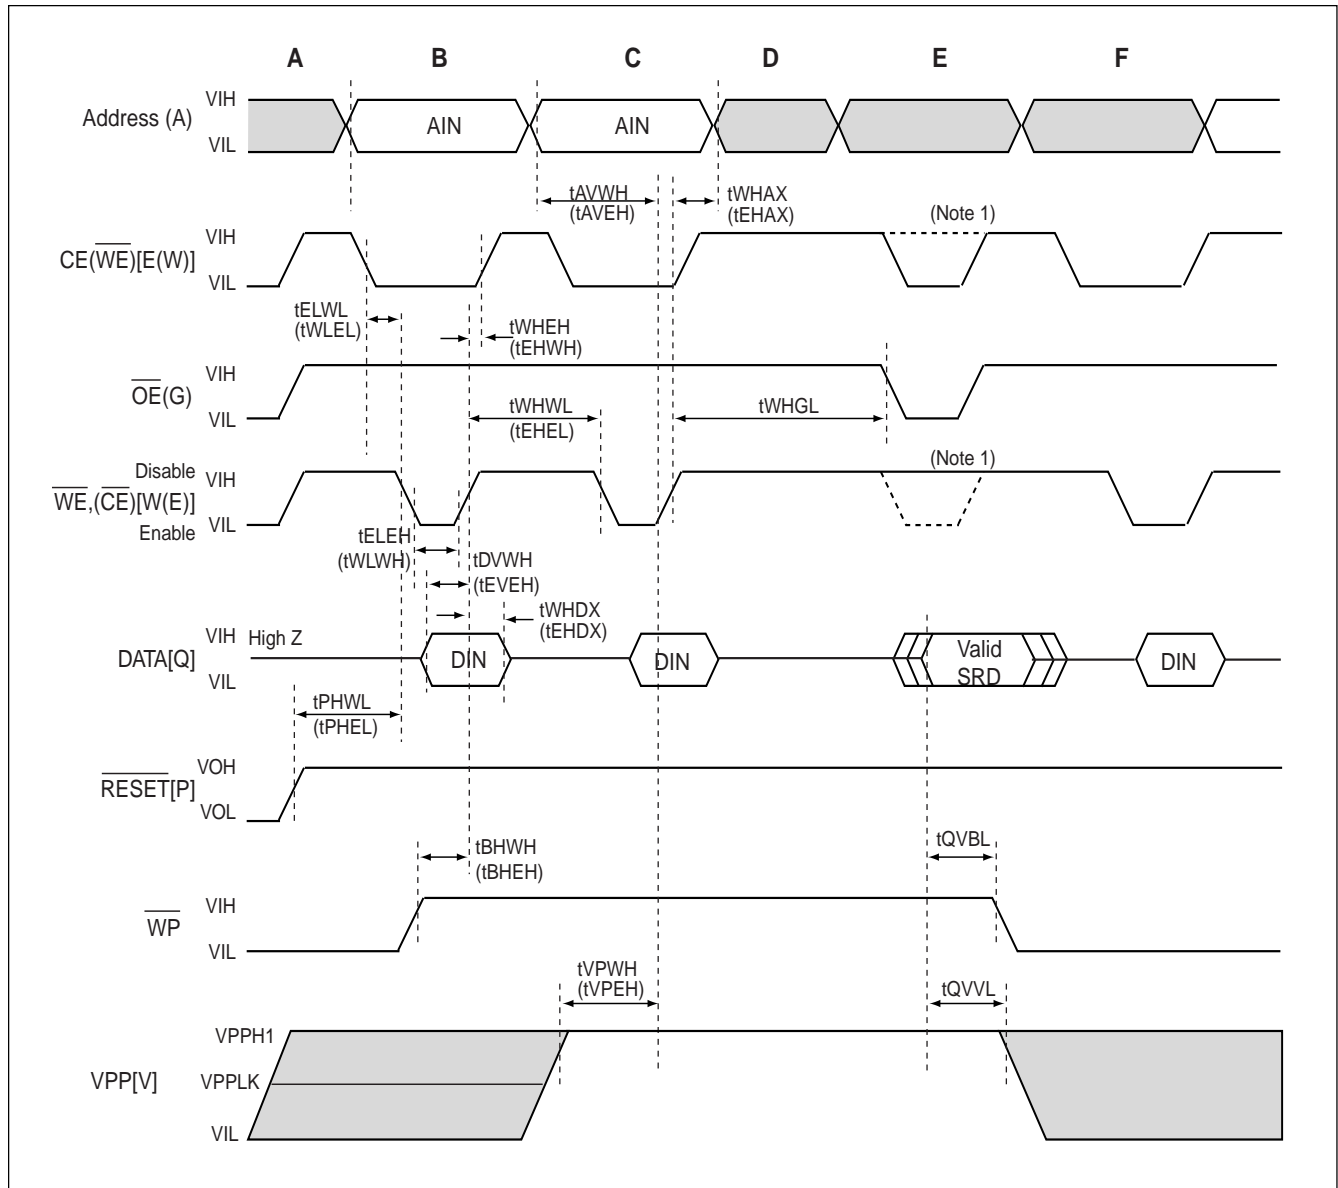 A B C D E F
VIH
Address (A) AIN AIN
VIL
tAVWH tWHAX
(tAVEH) (tEHAX) (Note 1)
VIH
CE(WE)[E(W)]
VIL
tELWL
(tWLEL) tWHEH
(tEHWH)
VIH
OE(G)
tWHWL tWHGL
VIL (tEHEL)
Disable VIH (Note 1)
WE,(CE)[W(E)]
VIL
Enable
tELEH
(tWLWH) tDVWH
(tEVEH)
tWHDX
(tEHDX)
VIH High Z
DATA[Q] DIN DIN Valid DIN
VIL SRD
tPHWL
(tPHEL)
VOH
RESET[P]
VOL
tBHWH tQVBL
(tBHEH)
VIH
WP
VIL
tVPWH
(tVPEH) tQVVL
VPPH1
VPP[V] VPPLK
VIL